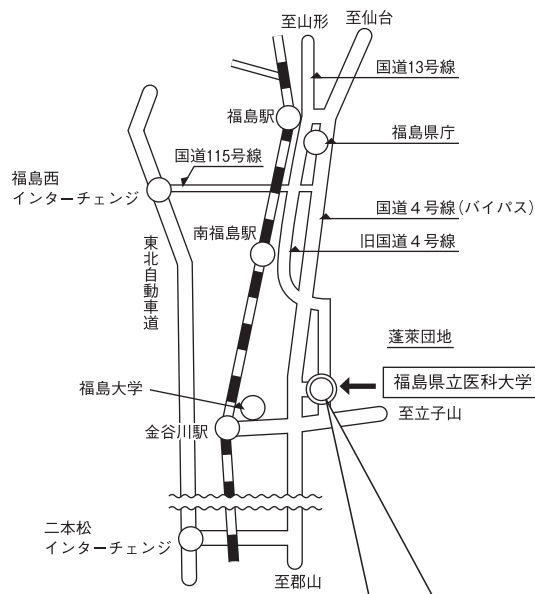 至山形
至仙台
国道13号線
福島駅
福島県庁
国道115号線
福島西
インターチェンジ
国道４号線(バイパス)
南福島駅
旧国道４号線
東北自動車道
蓬萊団地
福島県立医科大学
福島大学
至立子山
金谷川駅
二本松
インターチェンジ
至郡山